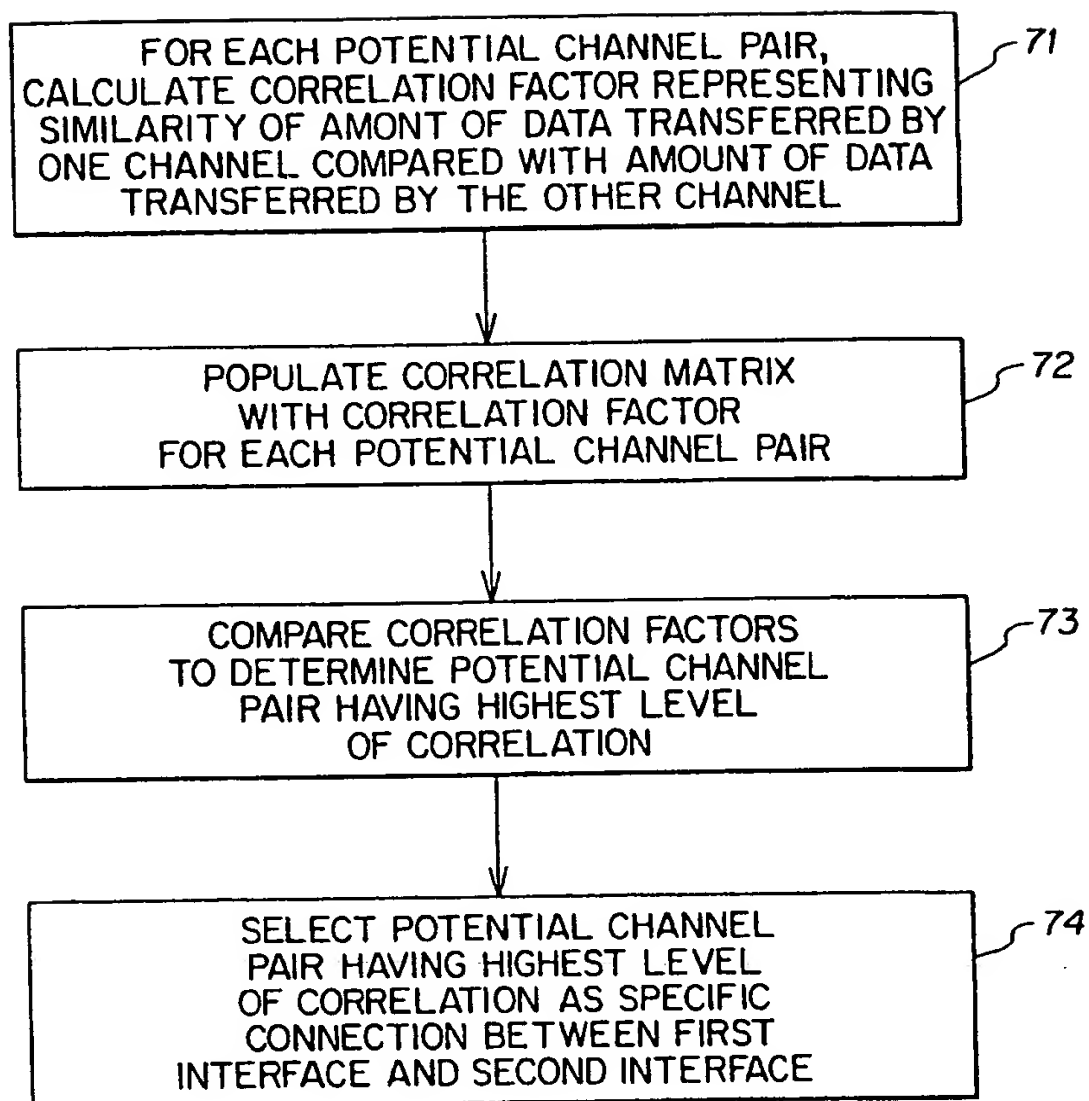 FOR EACH POTENTIAL CHANNEL PAIR,
CALCULATE CORRELATION FACTOR REPRESENTING
SIMILARITY OF AMONT OF DATA TRANSFERRED BY
ONE CHANNEL COMPARED WITH AMOUNT OF DATA
TRANSFERRED BY THE OTHER CHANNEL
71
POPULATE CORRELATION MATRIX
WITH CORRELATION FACTOR
FOR EACH POTENTIAL CHANNEL PAIR
72
COMPARE CORRELATION FACTORS
TO DETERMINE POTENTIAL CHANNEL
PAIR HAVING HIGHEST LEVEL
OF CORRELATION
73
SELECT POTENTIAL CHANNEL
PAIR HAVING HIGHEST LEVEL
OF CORRELATION AS SPECIFIC
CONNECTION BETWEEN FIRST
INTERFACE AND SECOND INTERFACE
74